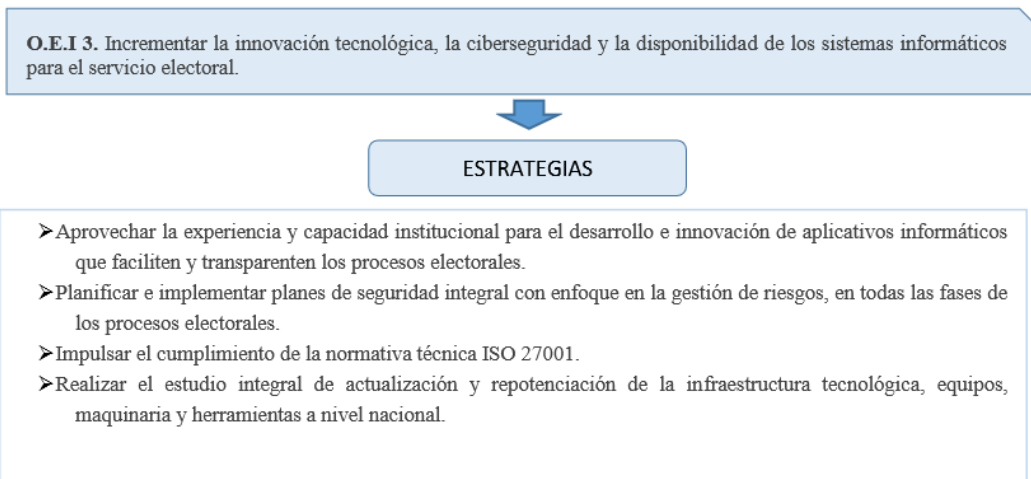 O.E.I 3. Incrementar la innovación tecnológica, la ciberseguridad y la disponibilidad de los sistemas informáticos
para el servicio electoral.
ESTRATEGIAS
➤Aprovechar la experiencia y capacidad institucional para el desarrollo e innovación de aplicativos informáticos
que faciliten y transparenten los procesos electorales.
➤Planificar e implementar planes de seguridad integral con enfoque en la gestión de riesgos, en todas las fases de
los procesos electorales.
➤Impulsar el cumplimiento de la normativa técnica ISO 27001.
➤Realizar el estudio integral de actualización y repotenciación de la infraestructura tecnológica, equipos,
maquinaria y herramientas a nivel nacional.